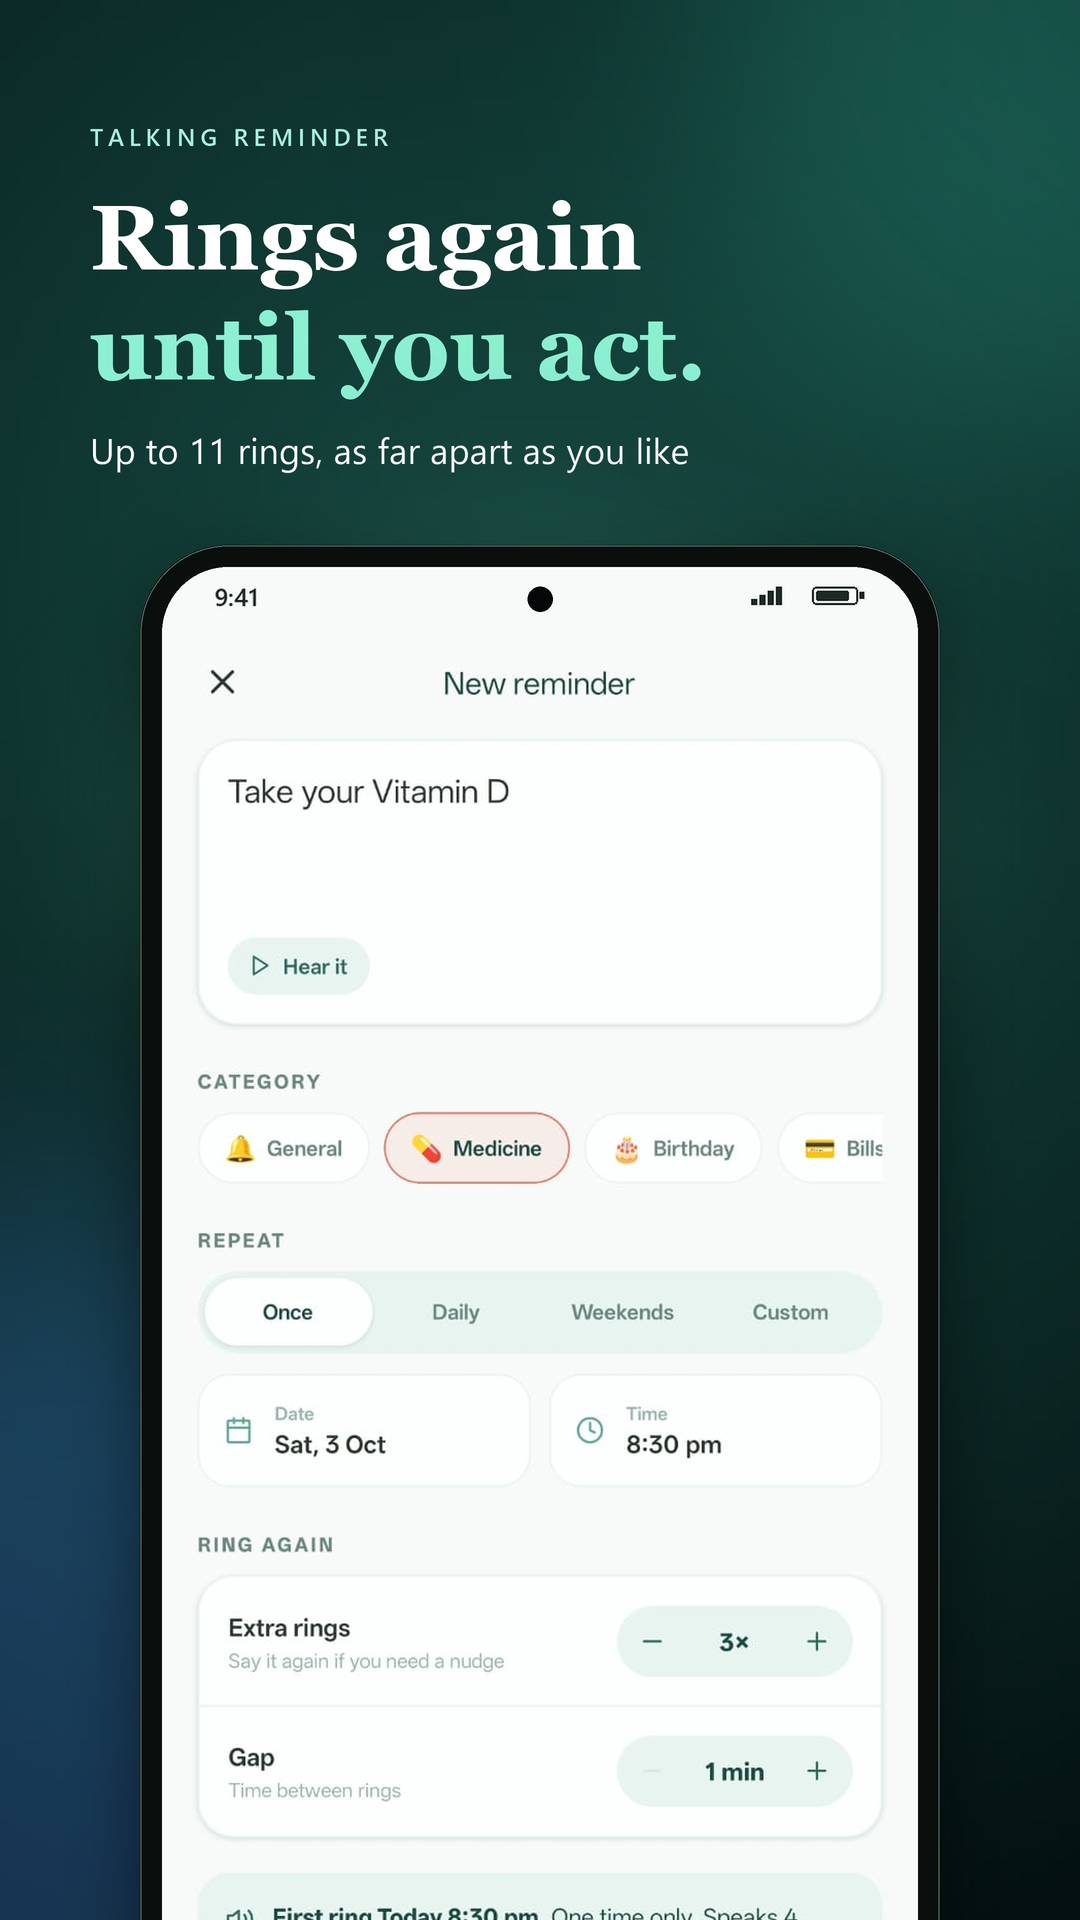 TALKING REMINDER
Rings again
until you act.
Up to 11 rings, as far apart as you like
9:41
New reminder
Take your Vitamin D
Hear it
CATEGORY
General Medicine Birthday Bills
REPEAT
Once Daily Weekends Custom
Date Time
Sat, 3 Oct 8:30 pm
RING AGAIN
Extra rings
3×
Say it again if you need a nudge
Gap
1 min
Time between rings
First ring Today 8:30 pm. One time only. Speaks 4